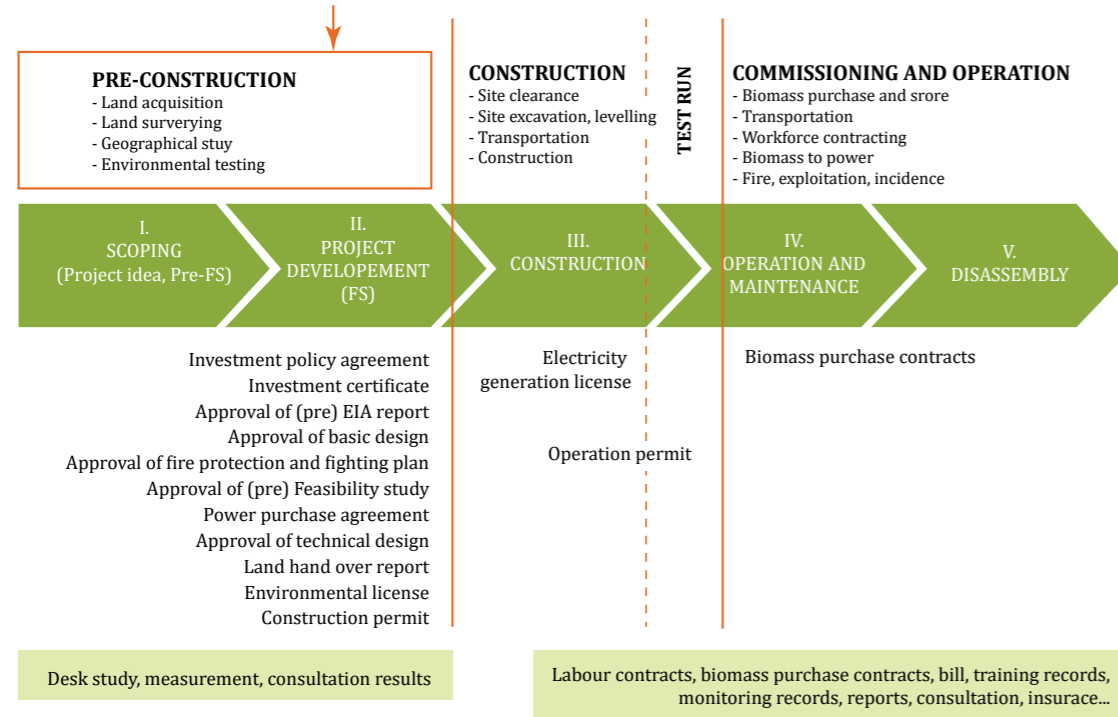 PRE-CONSTRUCTION
- Land acquisition
- Land surverying
- Geographical stuy
- Environmental testing
CONSTRUCTION
- Site clearance
- Site excavation, levelling
- Transportation
- Construction
TEST RUN
COMMISSIONING AND OPERATION
- Biomass purchase and srore
- Transportation
- Workforce contracting
- Biomass to power
- Fire, exploitation, incidence
I.
SCOPING
(Project idea, Pre-FS)
II.
PROJECT
DEVELOPEMENT
(FS)
III.
CONSTRUCTION
IV.
OPERATION AND
MAINTENANCE
V.
DISASSEMBLY
Investment policy agreement
Investment certificate
Approval of (pre) EIA report
Approval of basic design
Approval of fire protection and fighting plan
Approval of (pre) Feasibility study
Power purchase agreement
Approval of technical design
Land hand over report
Environmental license
Construction permit
Electricity
generation license
Operation permit
Biomass purchase contracts
Desk study, measurement, consultation results
Labour contracts, biomass purchase contracts, bill, training records,
monitoring records, reports, consultation, insurace...